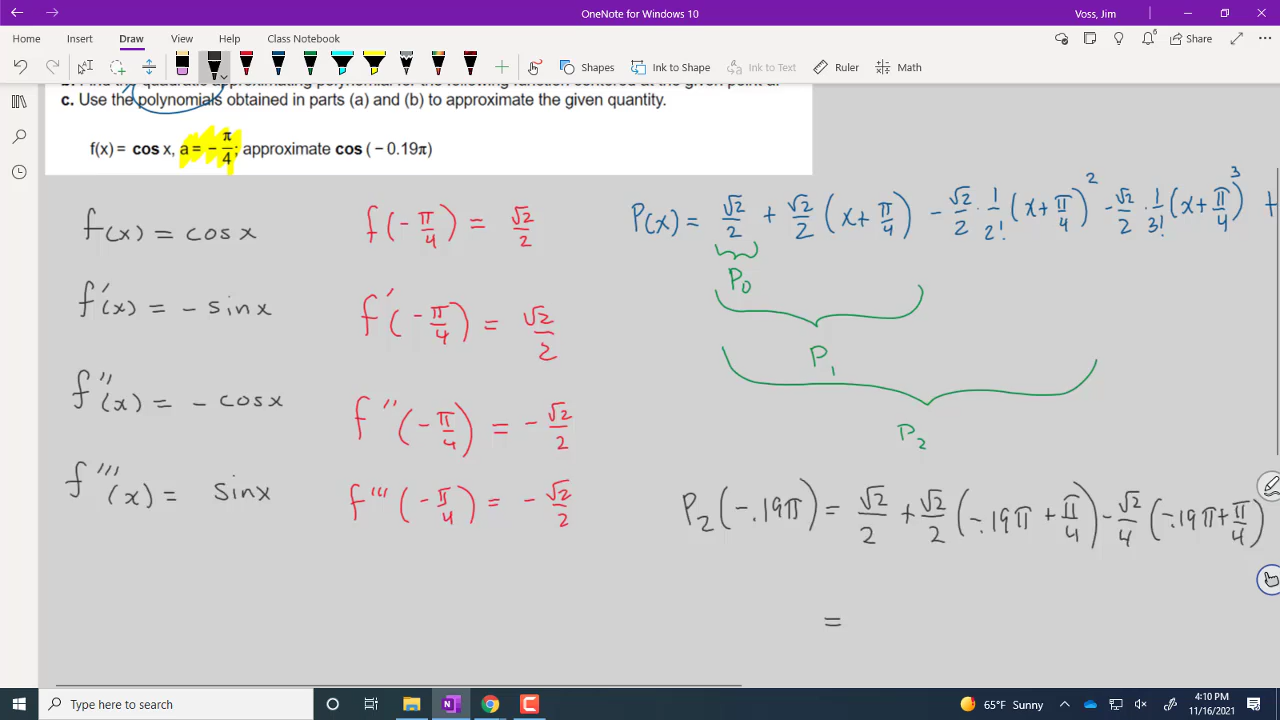 OneNote for Windows 10
Voss, Jim
Home Insert Draw View Help Class Notebook
6
Share
Shapes Ink to Shape Ink to Text Ruler Math
c. Use the polynomials obtained in parts (a) and (b) to approximate the given quantity.
f(x) = cos x, a = − π/4; approximate cos ( − 0.19π)
f(x) = cosx
f(-π/4) = √2/2
P(x) = √2/2 + √2/2 (x+π/4) - √2/2 · 1/2! (x+π/4)² - √2/2 · 1/3! (x+π/4)³ +
P₀
f'(x) = - sinx
f'(-π/4) = √2/2
P₁
f''(x) = - cosx
f''(-π/4) = - √2/2
P₂
f'''(x) = sinx
f'''(-π/4) = - √2/2
P₂(-.19π) = √2/2 + √2/2 (-.19π + π/4) - √2/4 (-.19π+π/4)
=
Type here to search
65°F Sunny
4:10 PM
11/16/2021